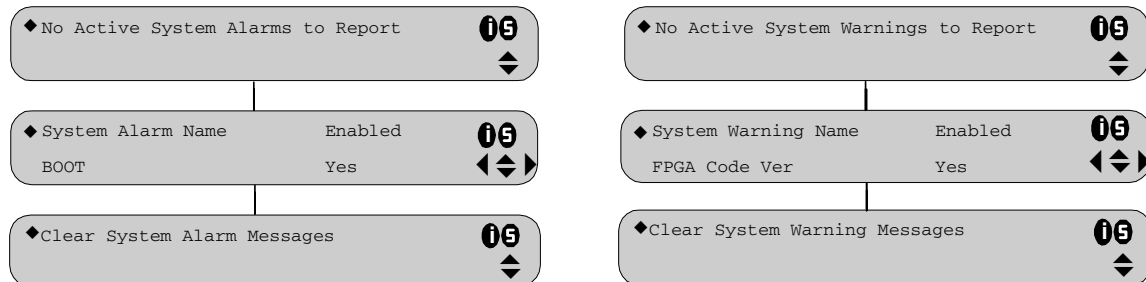 ◆ No Active System Alarms to Report
◆ System Alarm Name Enabled
BOOT Yes
◆ Clear System Alarm Messages
◆ No Active System Warnings to Report
◆ System Warning Name Enabled
FPGA Code Ver Yes
◆ Clear System Warning Messages